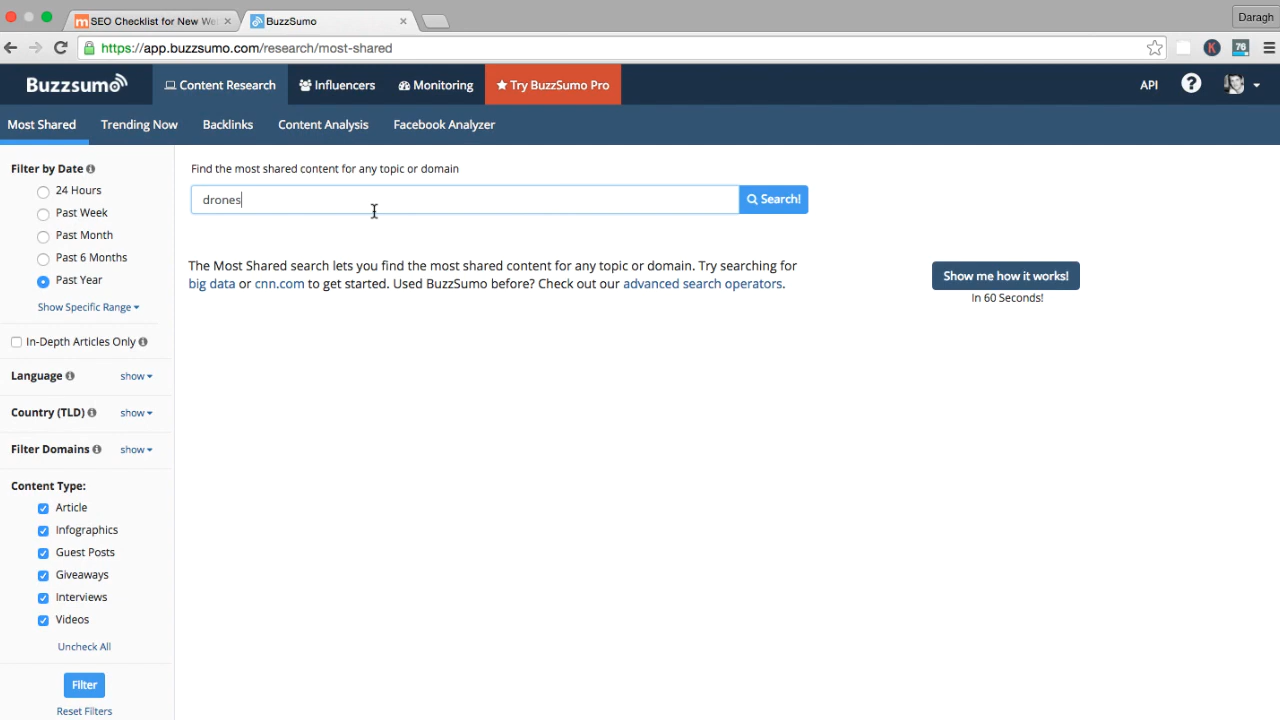 SEO Checklist for New We
BuzzSumo
Daragh
https://app.buzzsumo.com/research/most-shared
K
76
Buzzsumo
Content Research
Influencers
Monitoring
Try BuzzSumo Pro
API
?
Most Shared
Trending Now
Backlinks
Content Analysis
Facebook Analyzer
Filter by Date
24 Hours
Past Week
Past Month
Past 6 Months
Past Year
Show Specific Range
In-Depth Articles Only
Language show
Country (TLD) show
Filter Domains show
Content Type:
Article
Infographics
Guest Posts
Giveaways
Interviews
Videos
Uncheck All
Filter
Reset Filters
Find the most shared content for any topic or domain
drones
Search!
The Most Shared search lets you find the most shared content for any topic or domain. Try searching for
big data or cnn.com to get started. Used BuzzSumo before? Check out our advanced search operators.
Show me how it works!
In 60 Seconds!